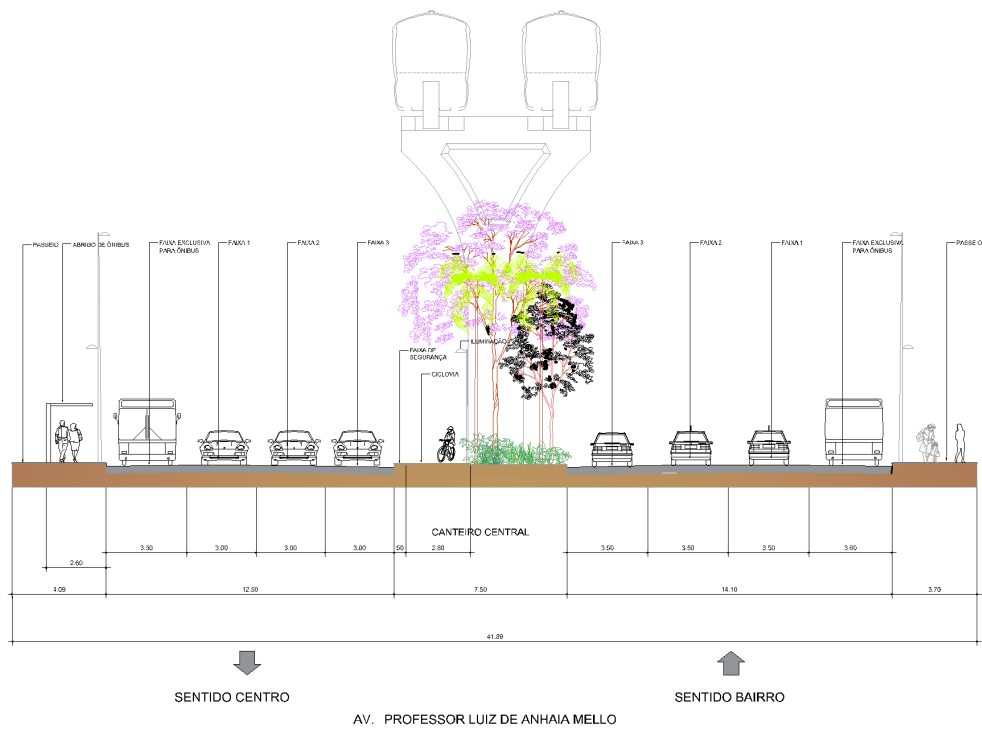 PASSEIO
ABRIGO DE ÔNIBUS
FAIXA EXCLUSIVA
PARA ÔNIBUS
FAIXA 1
FAIXA 2
FAIXA 3
FAIXA 3
FAIXA 2
FAIXA 1
FAIXA EXCLUSIVA
PARA ÔNIBUS
PASSE O
ILUMINAÇÃO
FAIXA DE
SEGURANÇA
CICLOVIA
CANTEIRO CENTRAL
3.50 3.00 3.00 3.00 50 2.80 3.50 3.50 3.50 3.60
2.60
4.09 12.50 7.50 14.10 3.70
41.89
SENTIDO CENTRO
SENTIDO BAIRRO
AV. PROFESSOR LUIZ DE ANHAIA MELLO